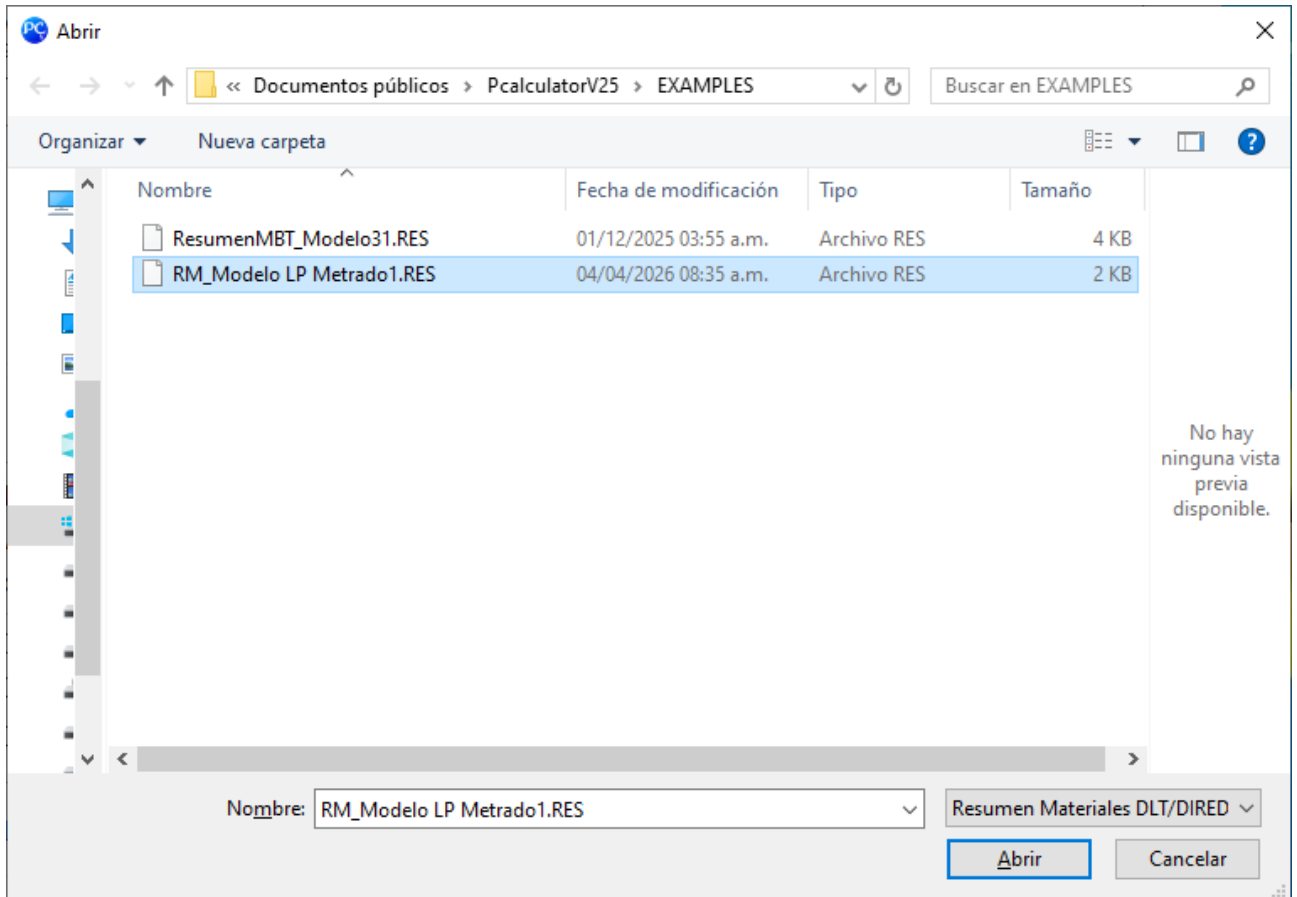 PC Abrir
« Documentos públicos › PcalculatorV25 › EXAMPLES Buscar en EXAMPLES
Organizar Nueva carpeta ?
Nombre Fecha de modificación Tipo Tamaño
ResumenMBT_Modelo31.RES 01/12/2025 03:55 a.m. Archivo RES 4 KB
RM_Modelo LP Metrado1.RES 04/04/2026 08:35 a.m. Archivo RES 2 KB
No hay
ninguna vista
previa
disponible.
Nombre: RM_Modelo LP Metrado1.RES Resumen Materiales DLT/DIRED
Abrir Cancelar